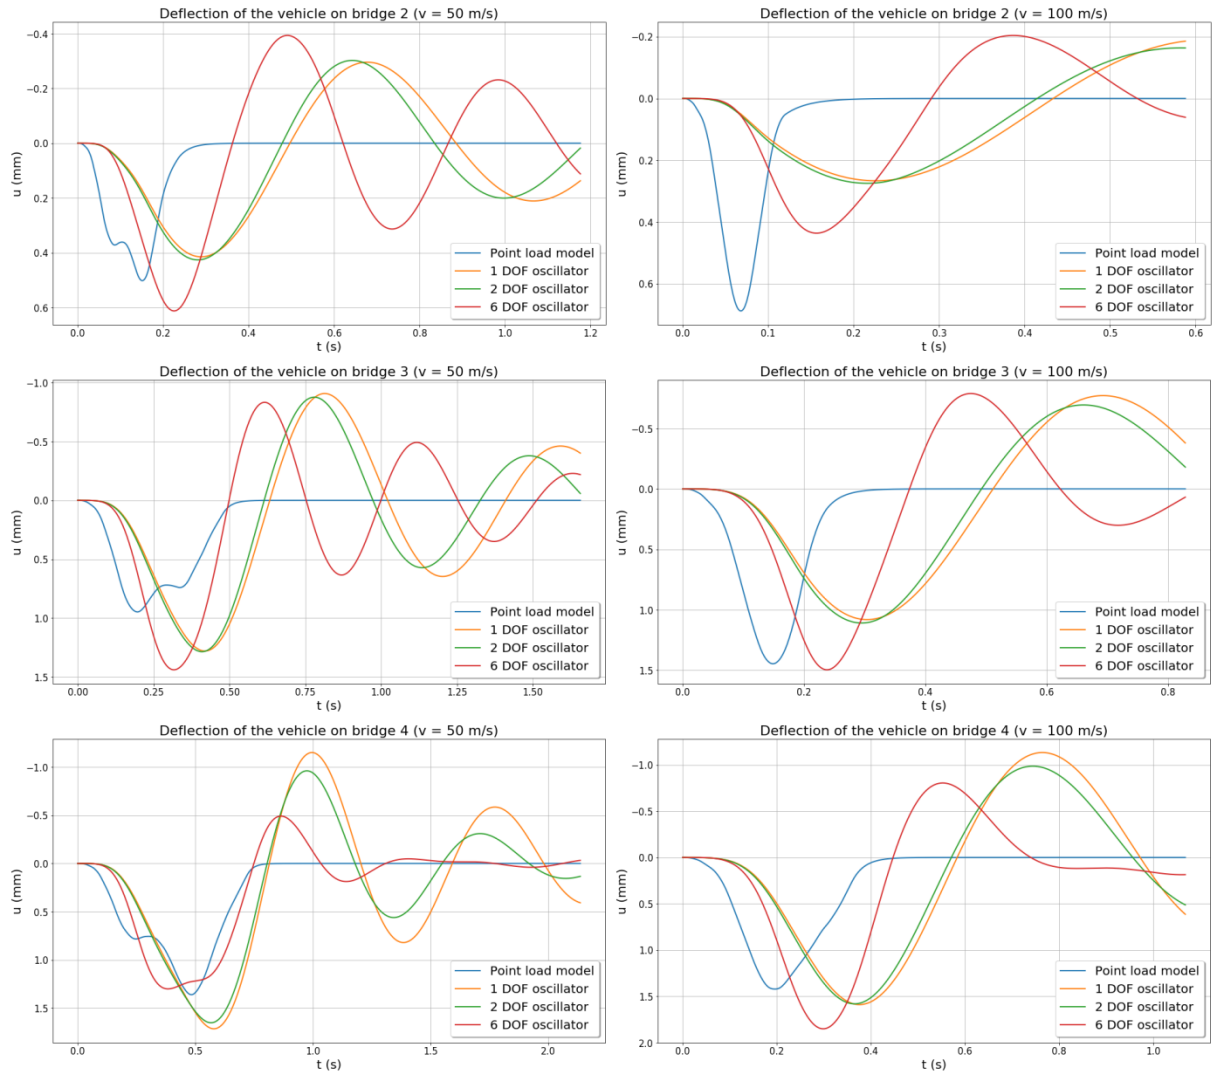 Deflection of the vehicle on bridge 2 (v = 50 m/s)
−0.4
−0.2
0.0
0.2
0.4
0.6
u (mm)
Point load model
1 DOF oscillator
2 DOF oscillator
6 DOF oscillator
0.0 0.2 0.4 0.6 0.8 1.0 1.2
t (s)
Deflection of the vehicle on bridge 2 (v = 100 m/s)
−0.2
0.0
0.2
0.4
0.6
u (mm)
Point load model
1 DOF oscillator
2 DOF oscillator
6 DOF oscillator
0.0 0.1 0.2 0.3 0.4 0.5 0.6
t (s)
Deflection of the vehicle on bridge 3 (v = 50 m/s)
−1.0
−0.5
0.0
0.5
1.0
1.5
u (mm)
Point load model
1 DOF oscillator
2 DOF oscillator
6 DOF oscillator
0.00 0.25 0.50 0.75 1.00 1.25 1.50
t (s)
Deflection of the vehicle on bridge 3 (v = 100 m/s)
−0.5
0.0
0.5
1.0
1.5
u (mm)
Point load model
1 DOF oscillator
2 DOF oscillator
6 DOF oscillator
0.0 0.2 0.4 0.6 0.8
t (s)
Deflection of the vehicle on bridge 4 (v = 50 m/s)
−1.0
−0.5
0.0
0.5
1.0
1.5
u (mm)
Point load model
1 DOF oscillator
2 DOF oscillator
6 DOF oscillator
0.0 0.5 1.0 1.5 2.0
t (s)
Deflection of the vehicle on bridge 4 (v = 100 m/s)
−1.0
−0.5
0.0
0.5
1.0
1.5
2.0
u (mm)
Point load model
1 DOF oscillator
2 DOF oscillator
6 DOF oscillator
0.0 0.2 0.4 0.6 0.8 1.0
t (s)